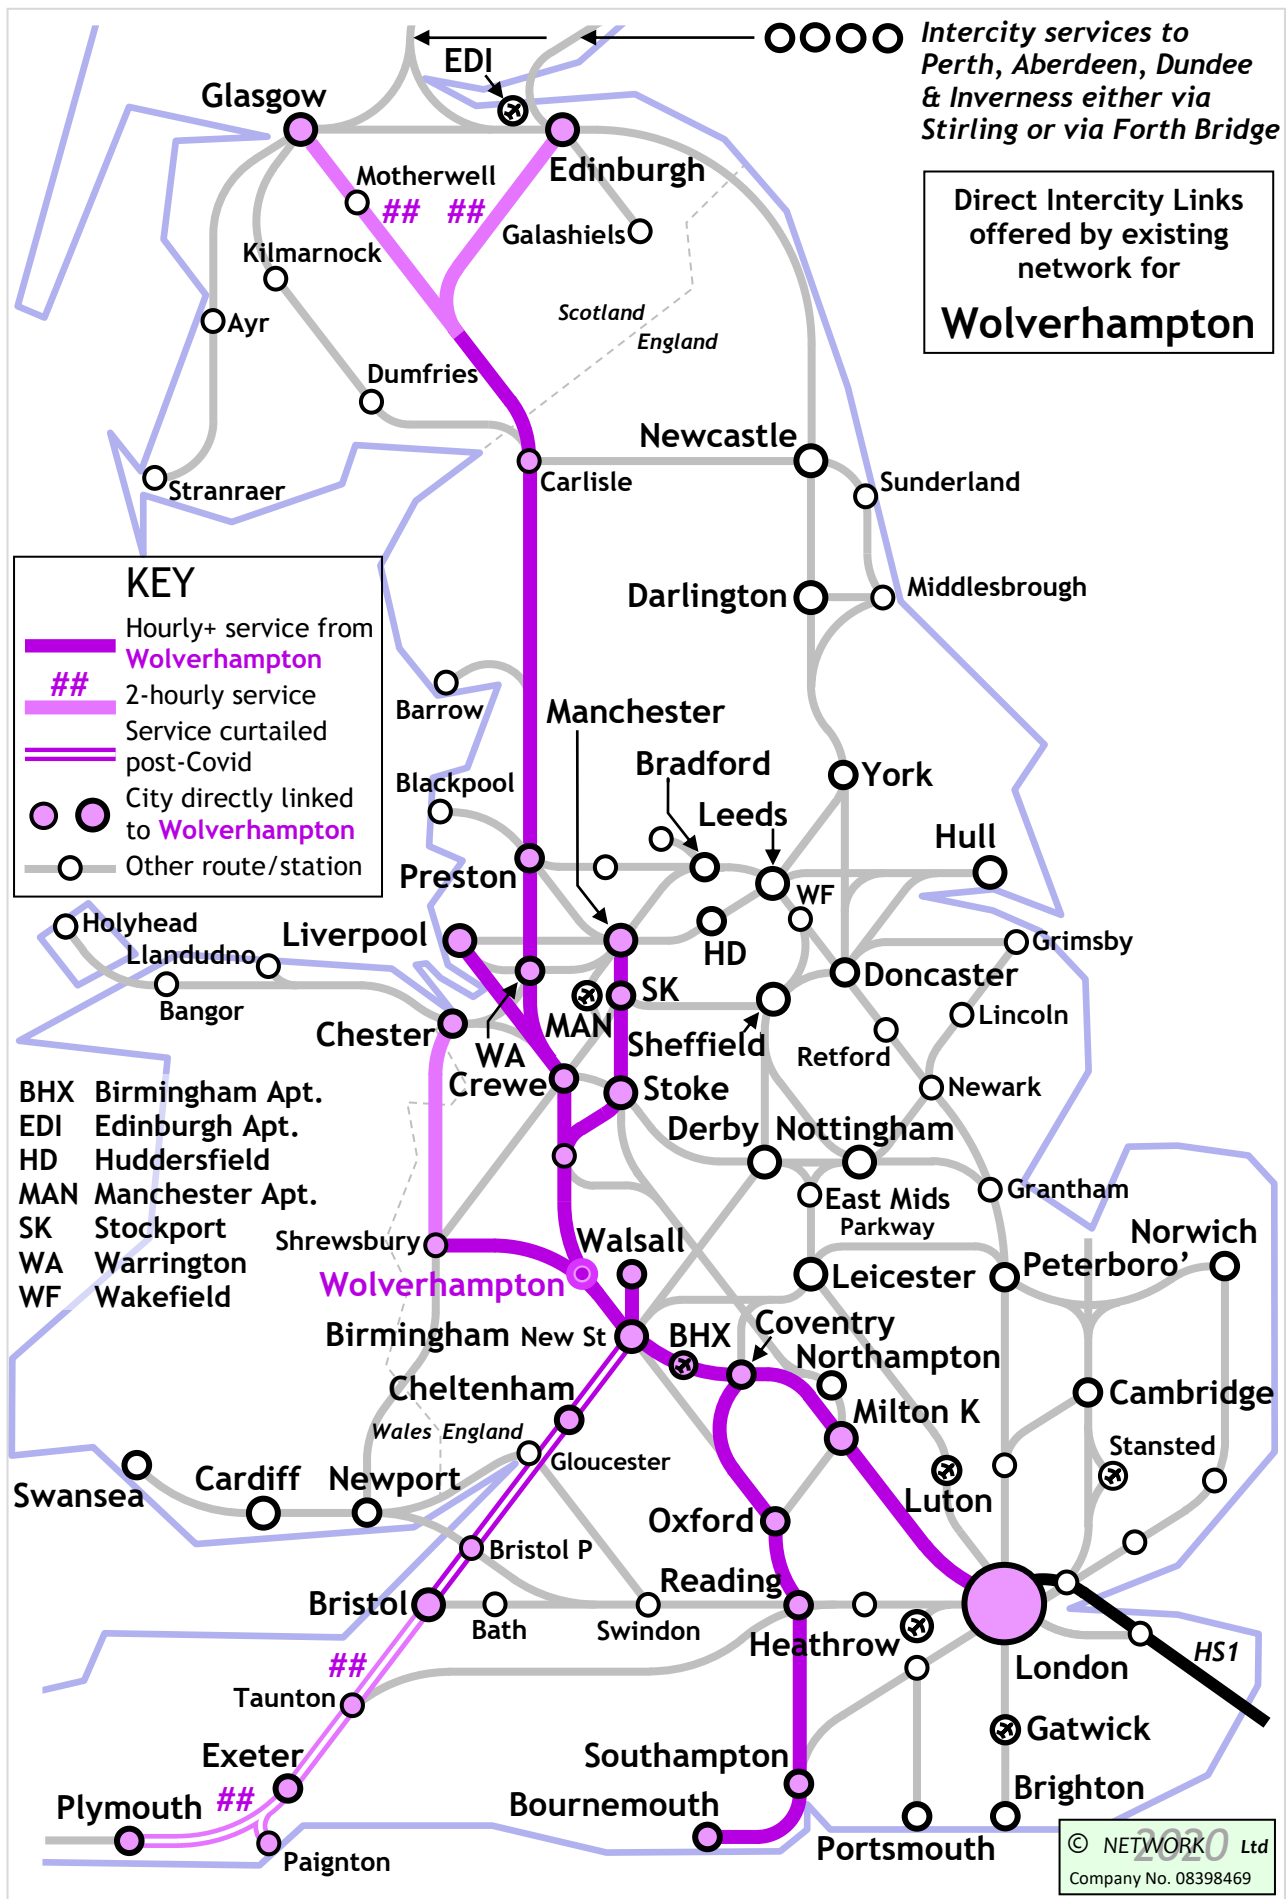 Intercity services to
Perth, Aberdeen, Dundee
& Inverness either via
Stirling or via Forth Bridge
EDI
Glasgow
Edinburgh
Motherwell
## ##
Galashiels
Direct Intercity Links
offered by existing
network for
Wolverhampton
Kilmarnock
Ayr
Scotland
England
Dumfries
Newcastle
Carlisle
Sunderland
Stranraer
KEY
Hourly+ service from
Wolverhampton
##
2-hourly service
Service curtailed
post-Covid
City directly linked
to Wolverhampton
Other route/station
Darlington
Middlesbrough
Barrow
Manchester
Bradford
York
Blackpool
Leeds
Hull
Preston
WF
Holyhead
Llandudno
Liverpool
HD
Grimsby
Bangor
SK
Doncaster
MAN
Lincoln
Chester
WA
Sheffield
Retford
Crewe
Stoke
Newark
BHX Birmingham Apt.
EDI Edinburgh Apt.
HD Huddersfield
MAN Manchester Apt.
SK Stockport
WA Warrington
WF Wakefield
Derby
Nottingham
East Mids
Parkway
Grantham
Shrewsbury
Walsall
Norwich
Wolverhampton
Leicester
Peterboro'
Birmingham New St
BHX
Coventry
Northampton
Cheltenham
Cambridge
Milton K
Wales England
Gloucester
Stansted
Swansea
Cardiff
Newport
Luton
Oxford
Bristol P
Reading
Bristol
Bath
Swindon
Heathrow
HS1
##
London
Taunton
Gatwick
Exeter
Southampton
##
Brighton
Plymouth
Bournemouth
Portsmouth
Paignton
© NETWORK 2020 Ltd
Company No. 08398469